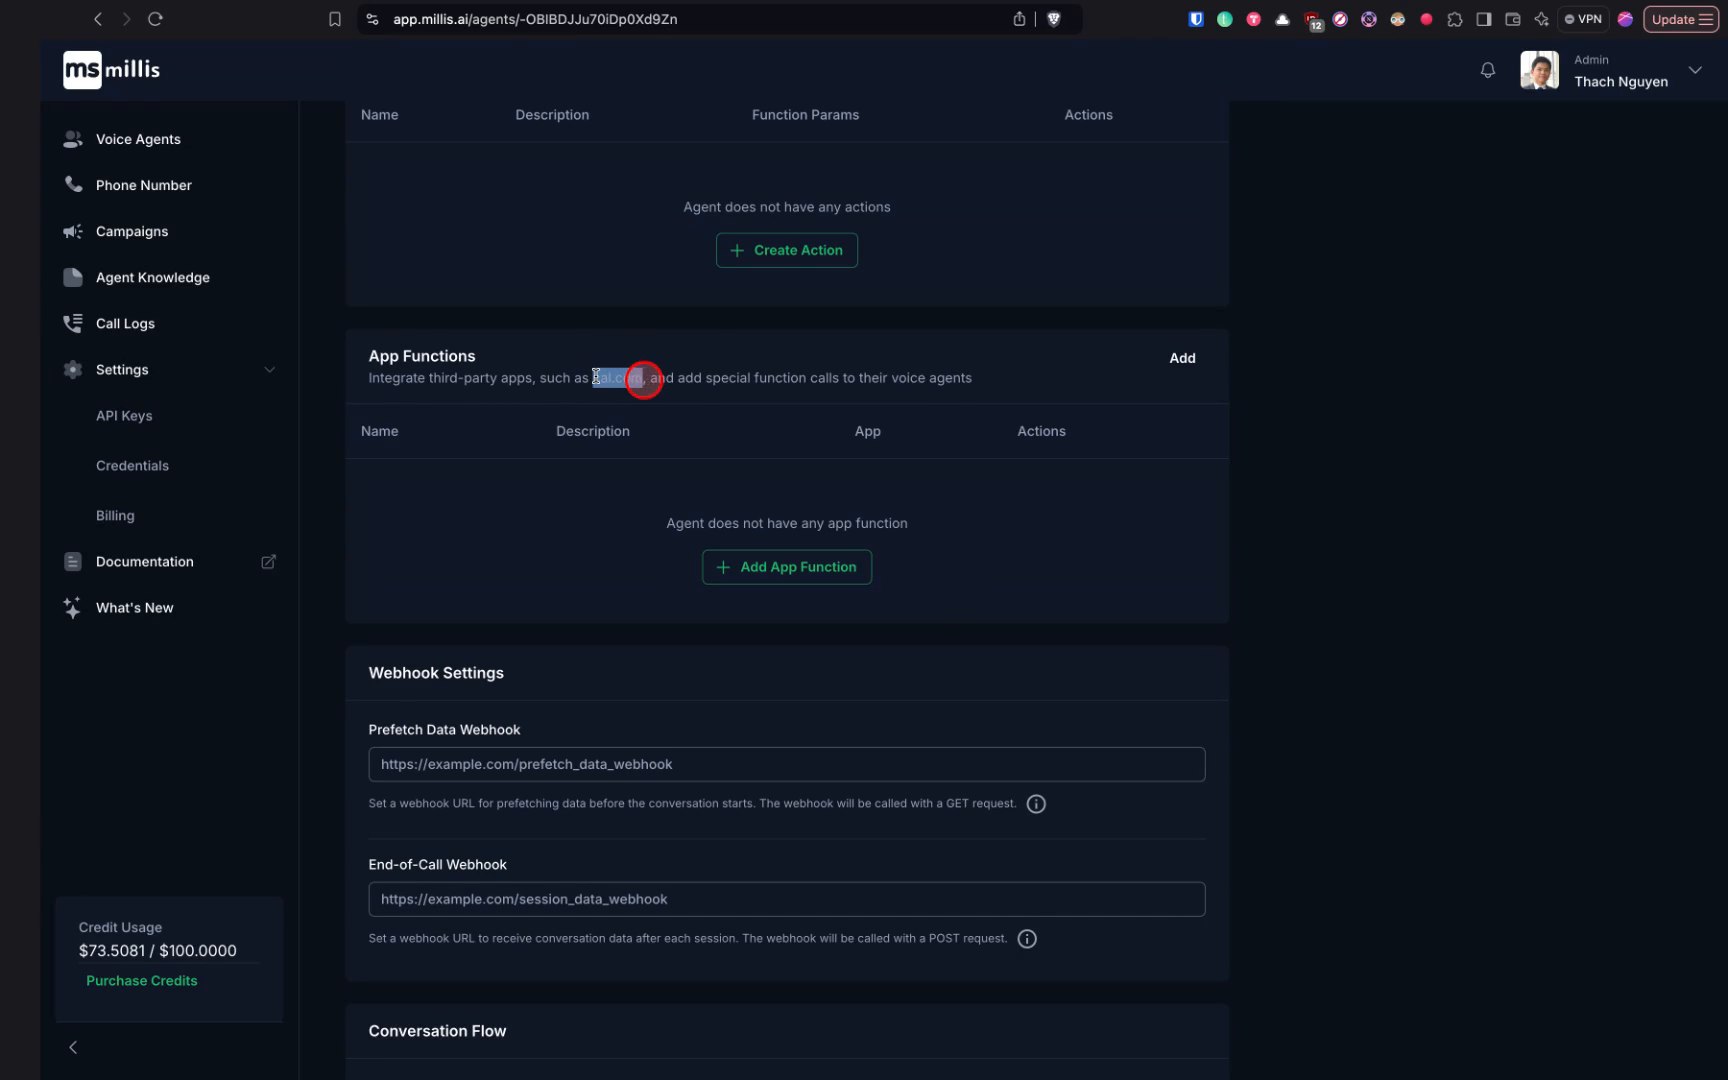 app.millis.ai/agents/-OBIBDJJu70iDp0Xd9Zn
12
VPN
Update
ms millis
Admin
Thach Nguyen
Voice Agents
Phone Number
Campaigns
Agent Knowledge
Call Logs
Settings
API Keys
Credentials
Billing
Documentation
What's New
Credit Usage
$73.5081 / $100.0000
Purchase Credits
Name Description Function Params Actions
Agent does not have any actions
+ Create Action
App Functions
Add
Integrate third-party apps, such as cal.com, and add special function calls to their voice agents
Name Description App Actions
Agent does not have any app function
+ Add App Function
Webhook Settings
Prefetch Data Webhook
https://example.com/prefetch_data_webhook
Set a webhook URL for prefetching data before the conversation starts. The webhook will be called with a GET request.
End-of-Call Webhook
https://example.com/session_data_webhook
Set a webhook URL to receive conversation data after each session. The webhook will be called with a POST request.
Conversation Flow